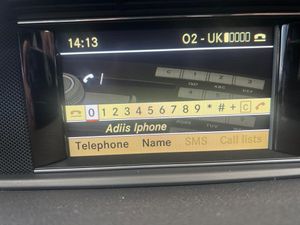 14:13 O2 - UK
0 1 2 3 4 5 6 7 8 9 * # + C
Adiis Iphone
Telephone Name SMS Call lists